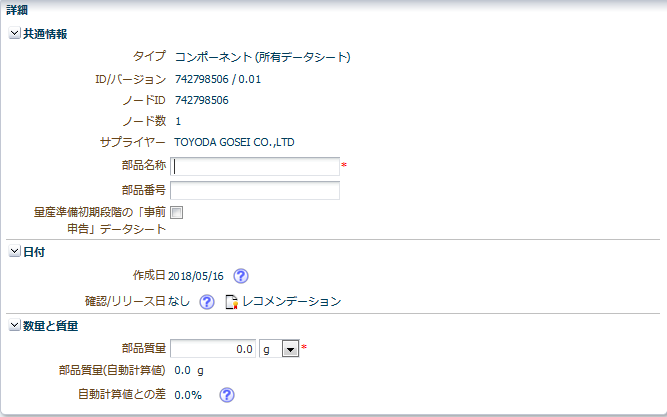 詳細
共通情報
タイプ コンポーネント (所有データシート)
ID/バージョン 742798506 / 0.01
ノードID 742798506
ノード数 1
サプライヤー TOYODA GOSEI CO.,LTD
部品名称 *
部品番号
量産準備初期段階の「事前
申告」データシート
日付
作成日 2018/05/16 ?
確認/リリース日 なし ? レコメンデーション
数量と質量
部品質量 0.0 g *
部品質量(自動計算値) 0.0 g
自動計算値との差 0.0% ?